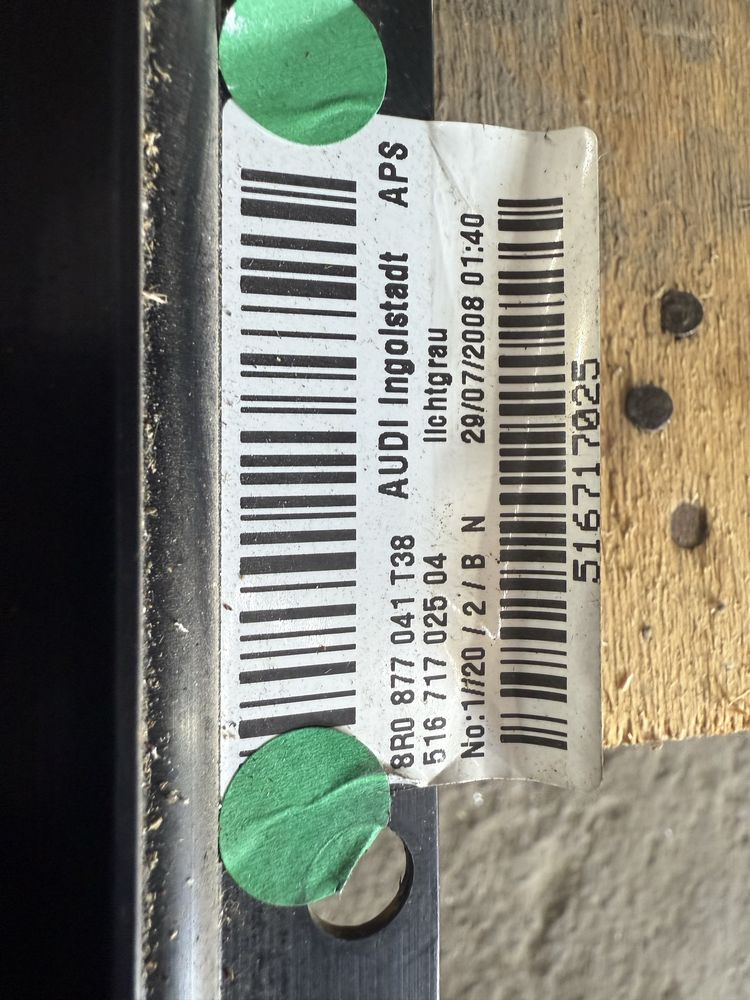 8R0 877 041 T38 AUDI Ingolstadt APS
516 717 025 04 lichtgrau
No:1//120 / 2 / B N 29/07/2008 01:40
516717025